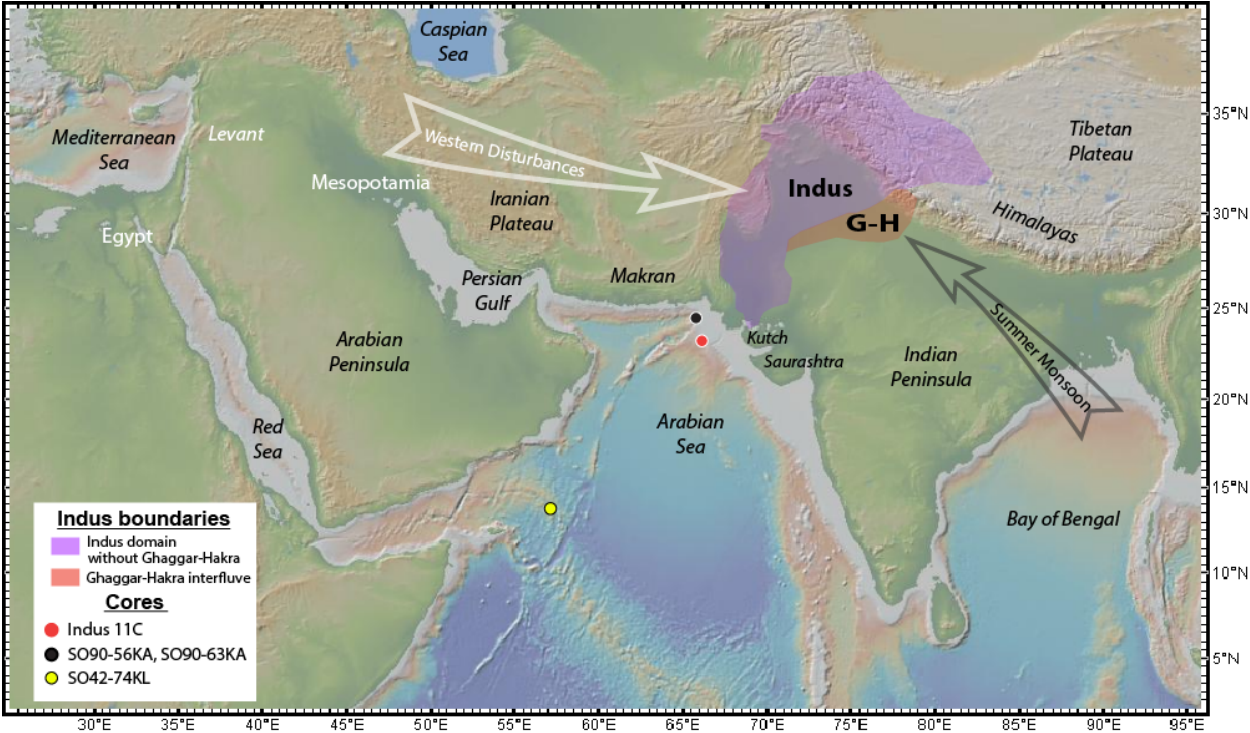 Caspian
Sea
Mediterranean
Sea
Levant
Western Disturbances
Mesopotamia
Iranian
Plateau
Tibetan
Plateau
Indus
G-H
Himalayas
Egypt
Persian
Gulf
Makran
Summer Monsoon
Kutch
Saurashtra
Arabian
Peninsula
Indian
Peninsula
Red
Sea
Arabian
Sea
Bay of Bengal
Indus boundaries
Indus domain
without Ghaggar-Hakra
Ghaggar-Hakra interfluve
Cores
Indus 11C
SO90-56KA, SO90-63KA
SO42-74KL
35°N
30°N
25°N
20°N
15°N
10°N
5°N
30°E
35°E
40°E
45°E
50°E
55°E
60°E
65°E
70°E
75°E
80°E
85°E
90°E
95°E